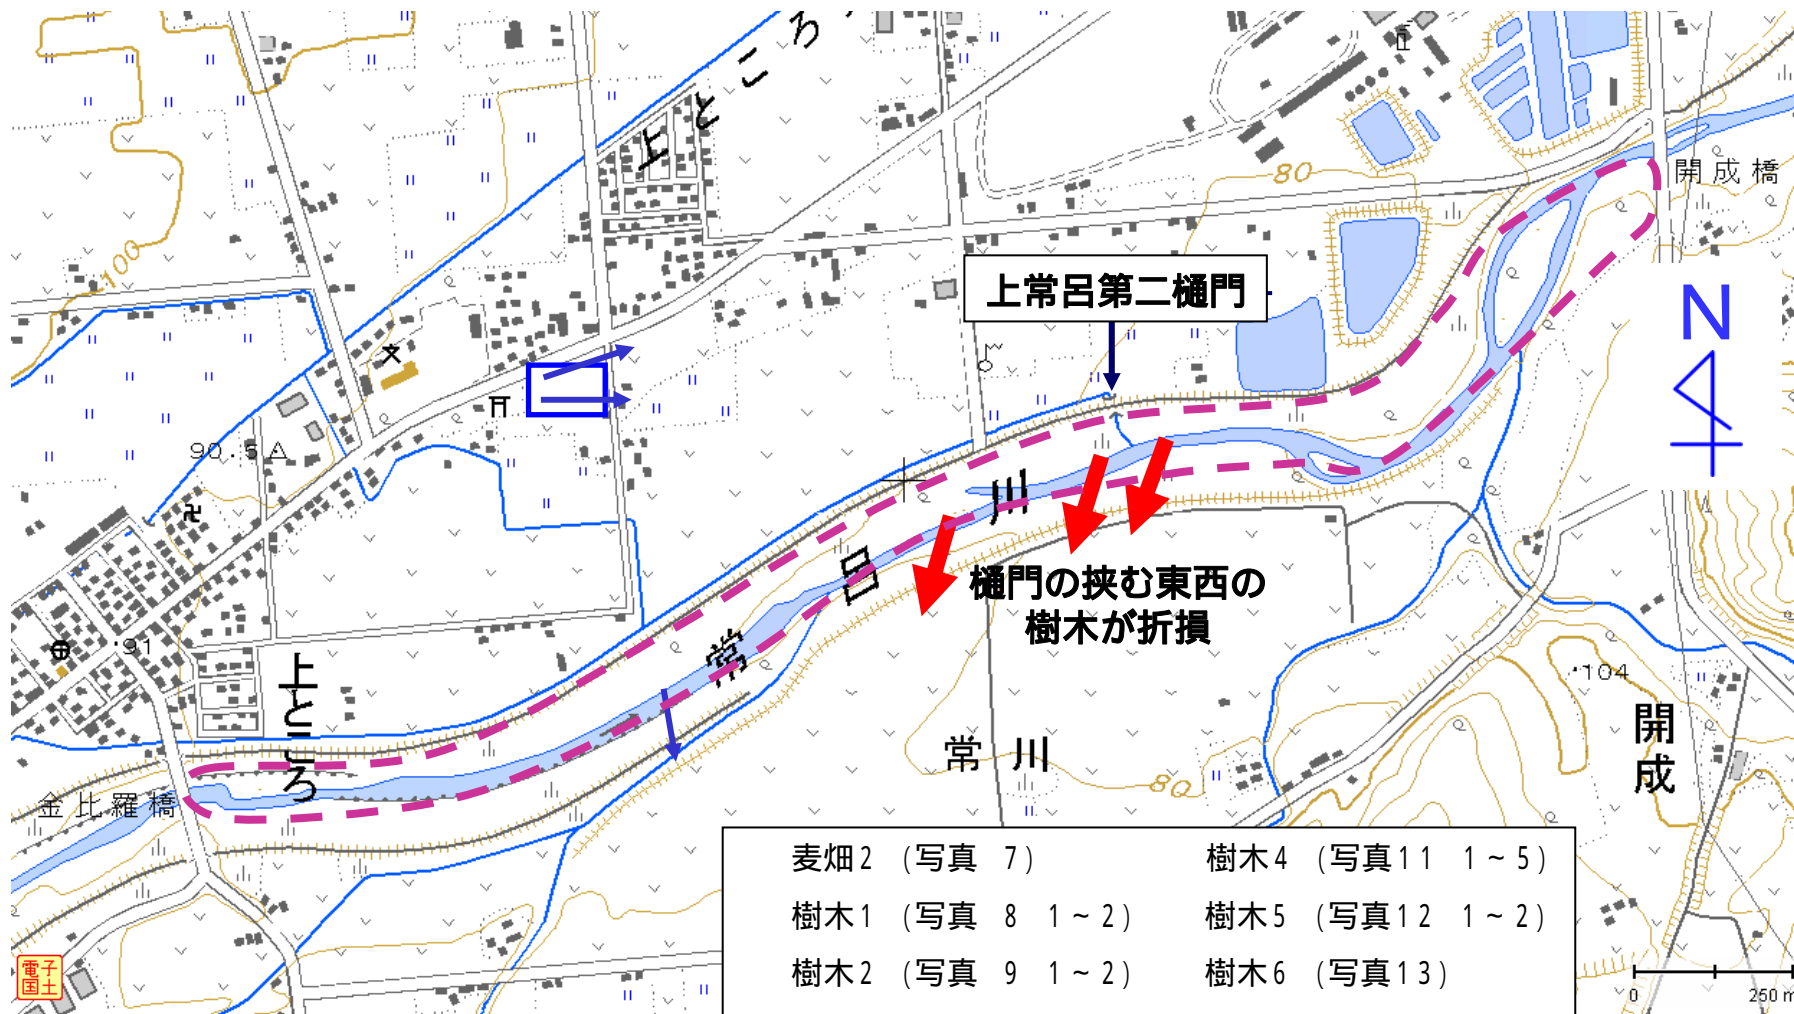 上ところ
80
開成橋
100
上常呂第二樋門
N
90.5
川
呂
樋門の挟む東西の
樹木が折損
常
91
上ところ
104
開成
常川
金比羅橋
80
麦畑2 (写真 7)
樹木4 (写真11 1~5)
樹木1 (写真 8 1~2)
樹木5 (写真12 1~2)
樹木2 (写真 9 1~2)
樹木6 (写真13)
電子
国土
0 250 m